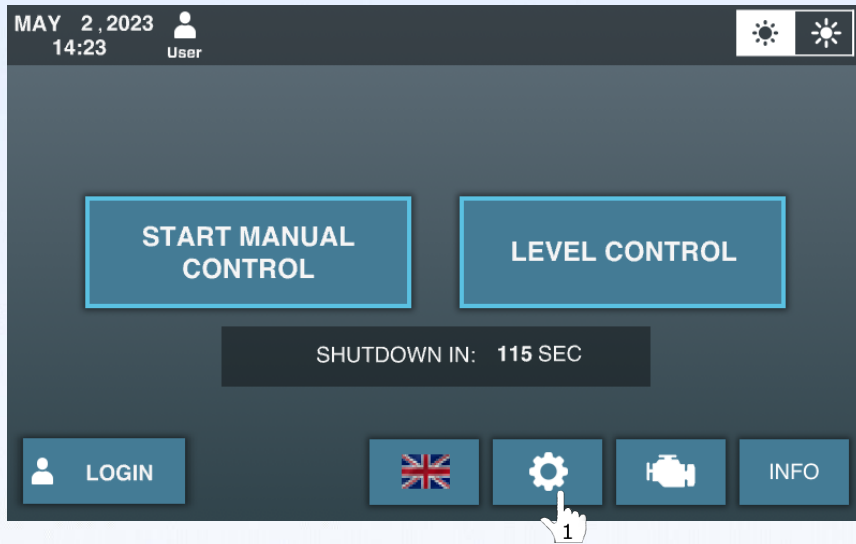 MAY 2,2023
14:23
User
START MANUAL
CONTROL
LEVEL CONTROL
SHUTDOWN IN: 115 SEC
LOGIN
INFO
1